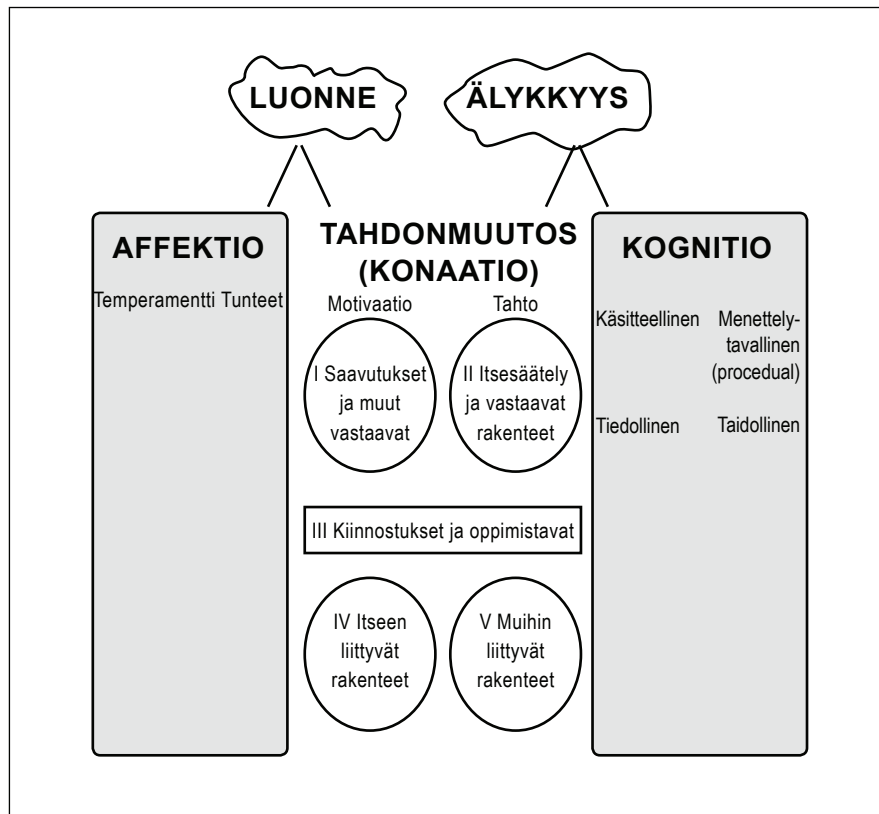 LUONNE
ÄLYKKYYS
AFFEKTIO
Temperamentti Tunteet
TAHDONMUUTOS
(KONAATIO)
Motivaatio
Tahto
I Saavutukset
ja muut
vastaavat
II Itsesäätely
ja vastaavat
rakenteet
III Kiinnostukset ja oppimistavat
IV Itseen
liittyvät
rakenteet
V Muihin
liittyvät
rakenteet
KOGNITIO
Käsitteellinen
Menettely-
tavallinen
(procedual)
Tiedollinen
Taidollinen